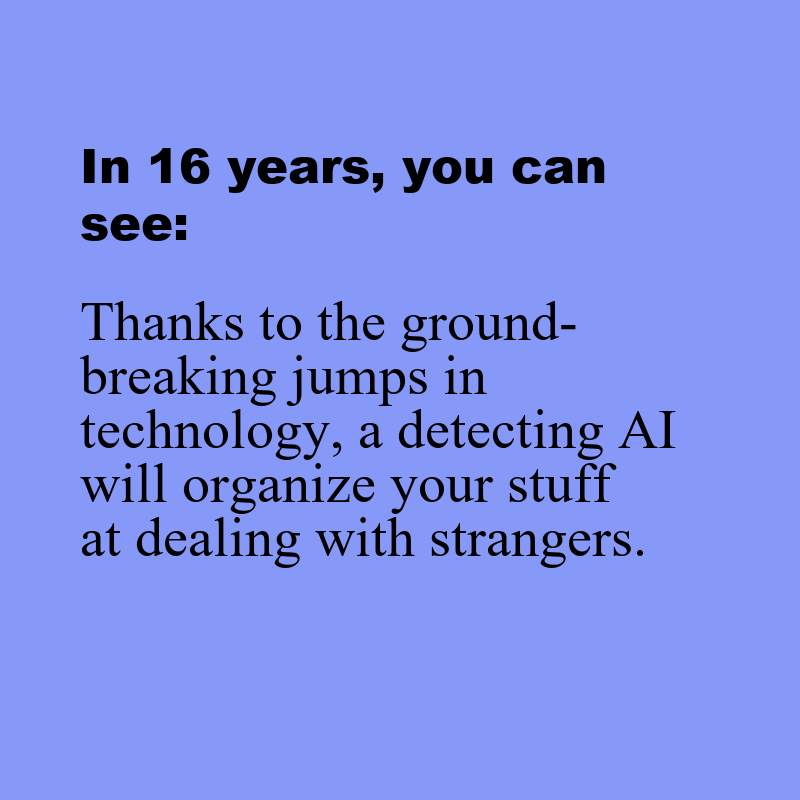 In 16 years, you can
see:
Thanks to the ground-
breaking jumps in
technology, a detecting AI
will organize your stuff
at dealing with strangers.